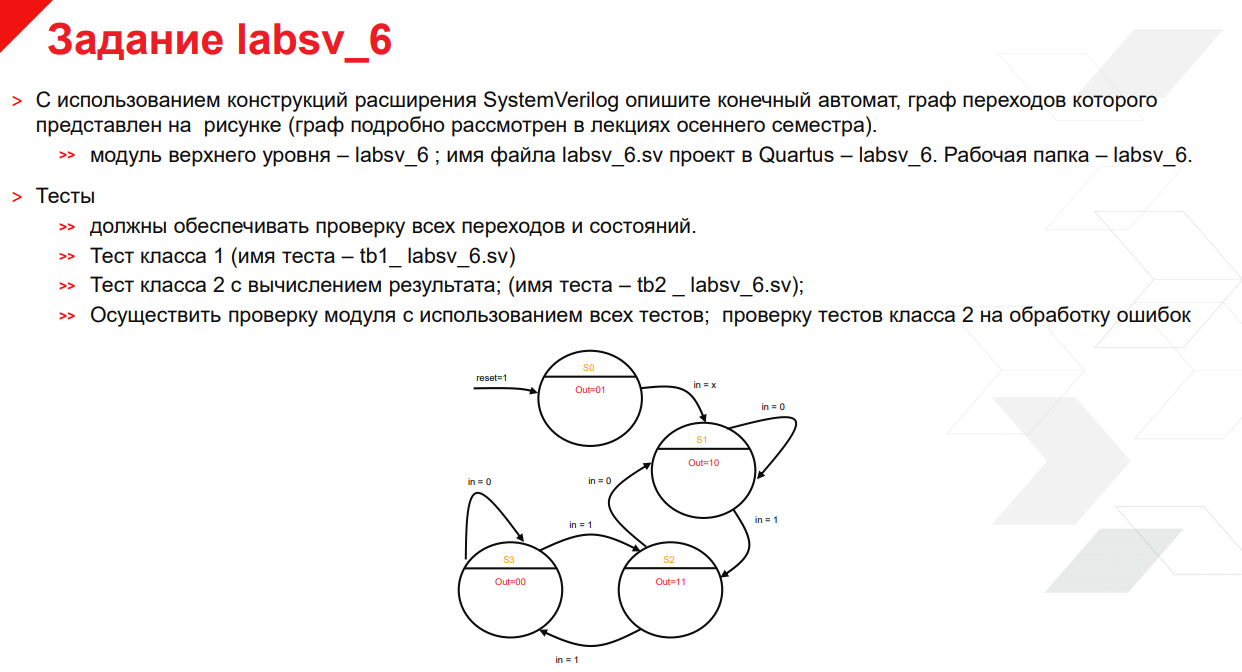 Задание labsv_6
> С использованием конструкций расширения SystemVerilog опишите конечный автомат, граф переходов которого
представлен на рисунке (граф подробно рассмотрен в лекциях осеннего семестра).
>> модуль верхнего уровня – labsv_6 ; имя файла labsv_6.sv проект в Quartus – labsv_6. Рабочая папка – labsv_6.
> Тесты
>> должны обеспечивать проверку всех переходов и состояний.
>> Тест класса 1 (имя теста – tb1_ labsv_6.sv)
>> Тест класса 2 с вычислением результата; (имя теста – tb2 _ labsv_6.sv);
>> Осуществить проверку модуля с использованием всех тестов; проверку тестов класса 2 на обработку ошибок
reset=1
S0
Out=01
in = x
in = 0
S1
Out=10
in = 0
in = 0
in = 1
in = 1
S3
Out=00
S2
Out=11
in = 1